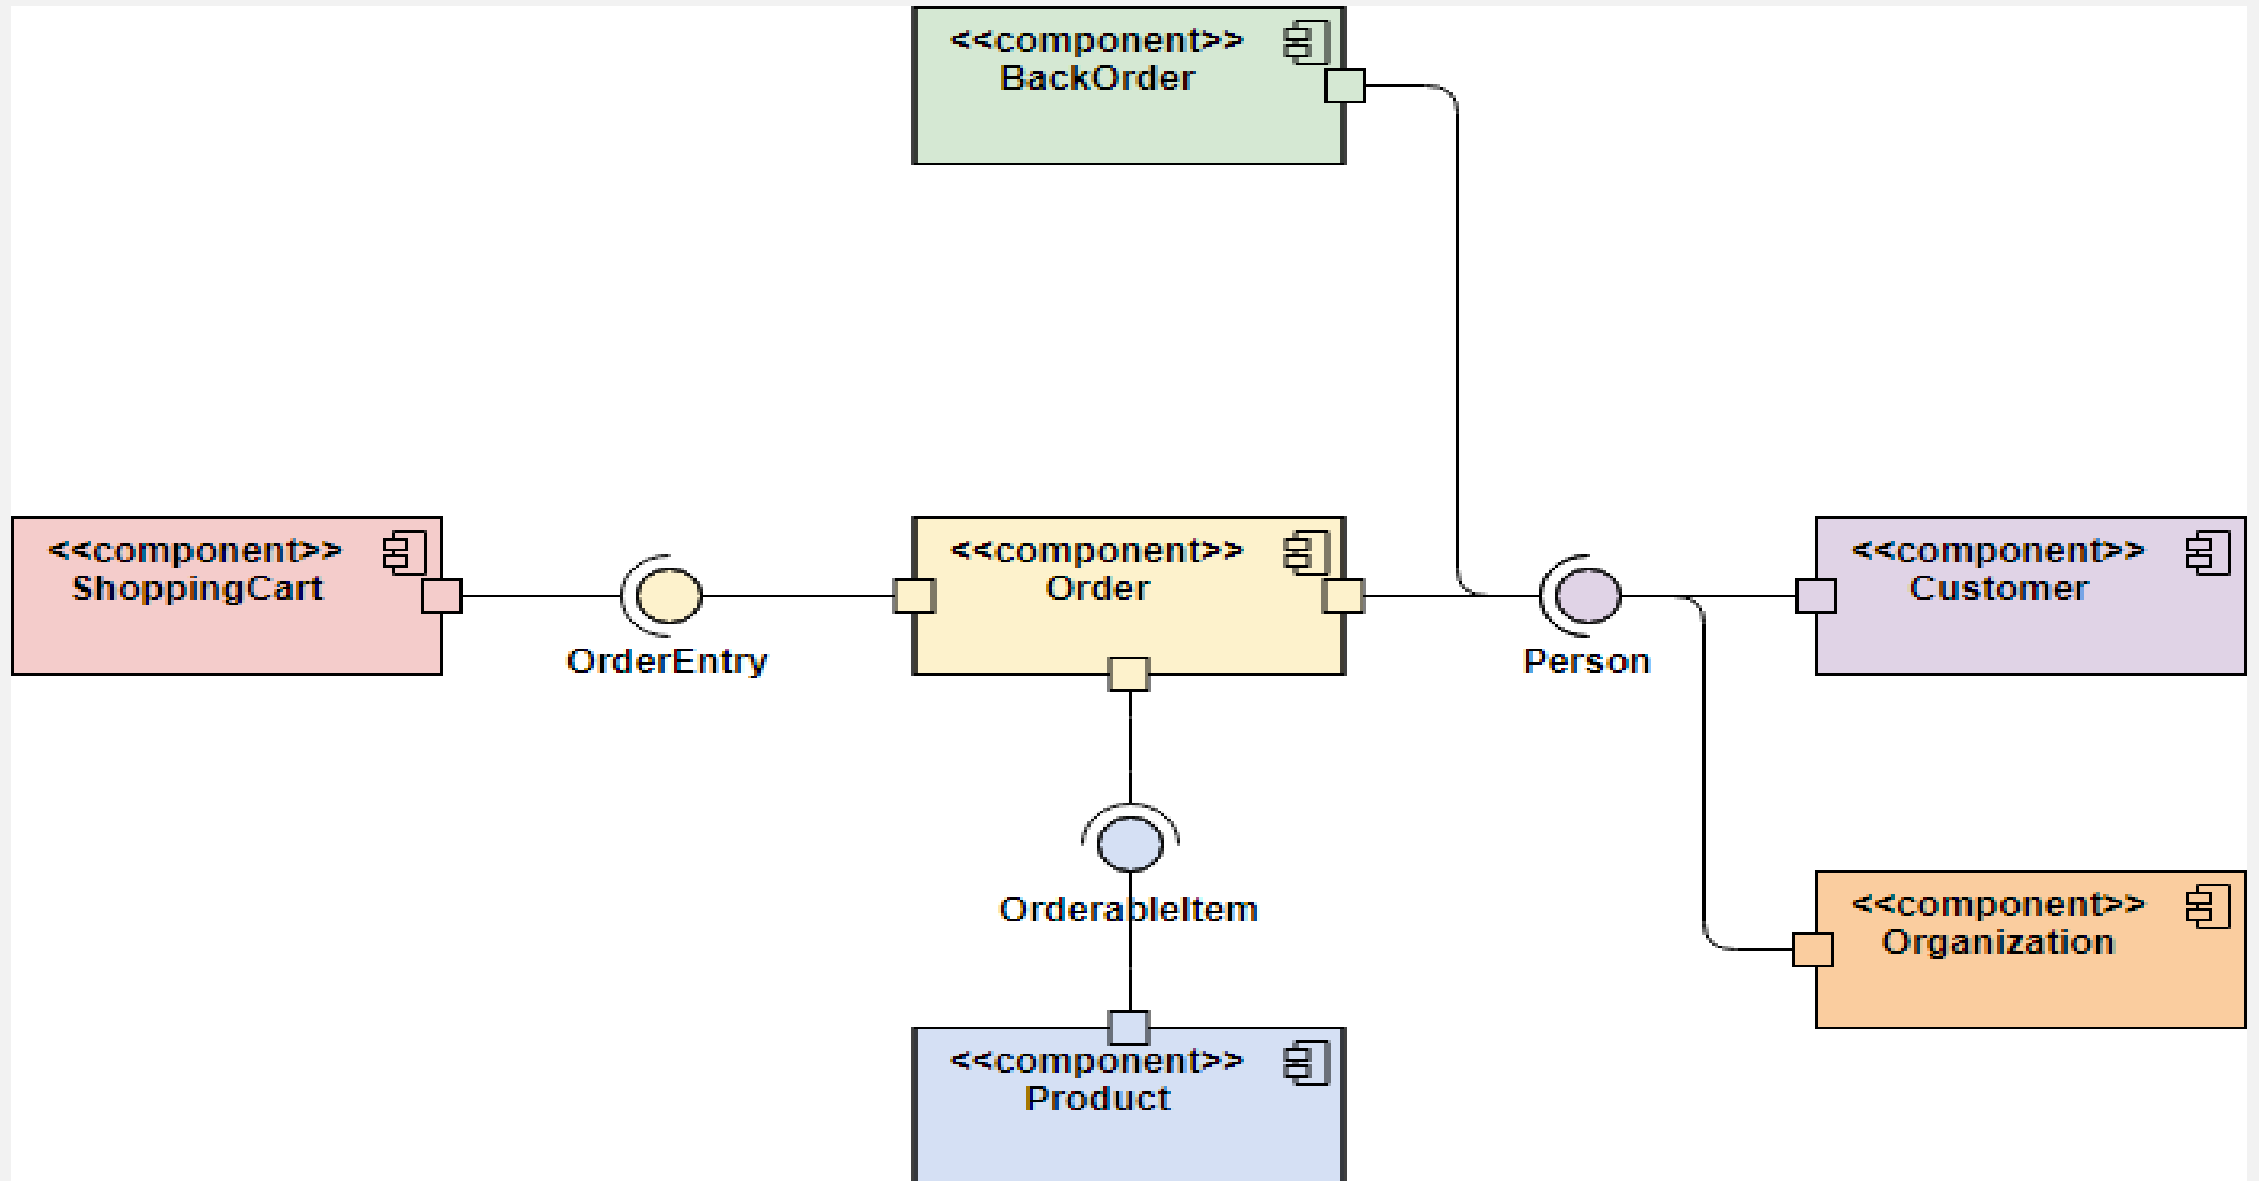 <<component>>
BackOrder
<<component>>
ShoppingCart
OrderEntry
<<component>>
Order
Person
<<component>>
Customer
OrderableItem
<<component>>
Organization
<<component>>
Product